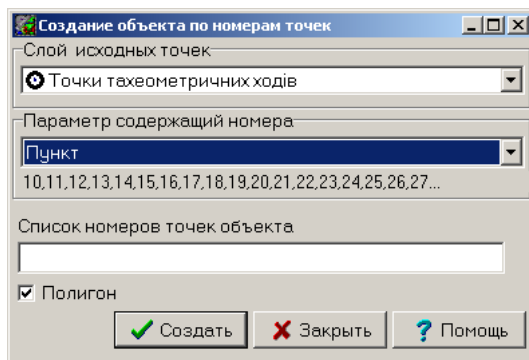 Создание объекта по номерам точек
Слой исходных точек
Точки тахеометричних ходів
Параметр содержащий номера
Пункт
10,11,12,13,14,15,16,17,18,19,20,21,22,23,24,25,26,27...
Список номеров точек объекта
Полигон
Создать Закрыть Помощь